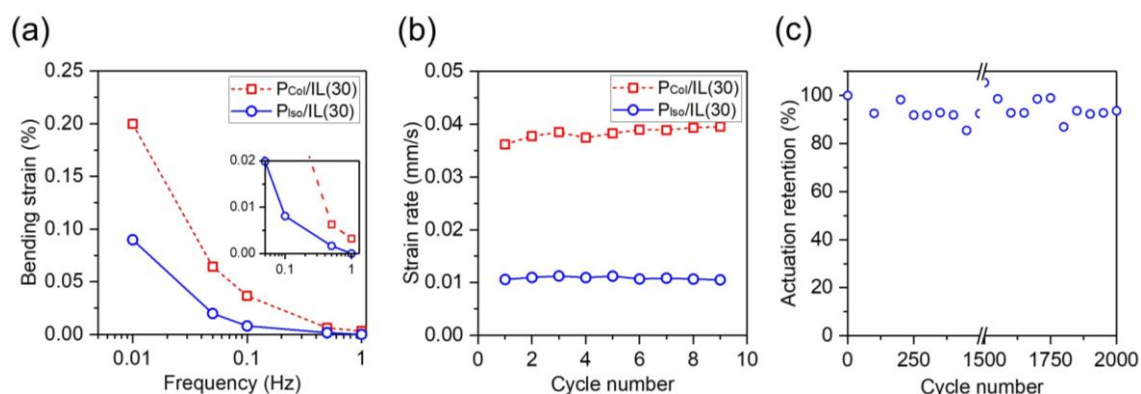 (a)
0.25
0.20
0.15
0.10
0.05
0.00
Bending strain (%)
PCol/IL(30)
PIso/IL(30)
0.02
0.01
0.00
0.1
1
0.01
0.1
1
Frequency (Hz)
(b)
0.05
0.04
0.03
0.02
0.01
0.00
Strain rate (mm/s)
PCol/IL(30)
PIso/IL(30)
0
2
4
6
8
10
Cycle number
(c)
100
80
60
40
20
0
Actuation retention (%)
0
250
500
1750
2000
Cycle number